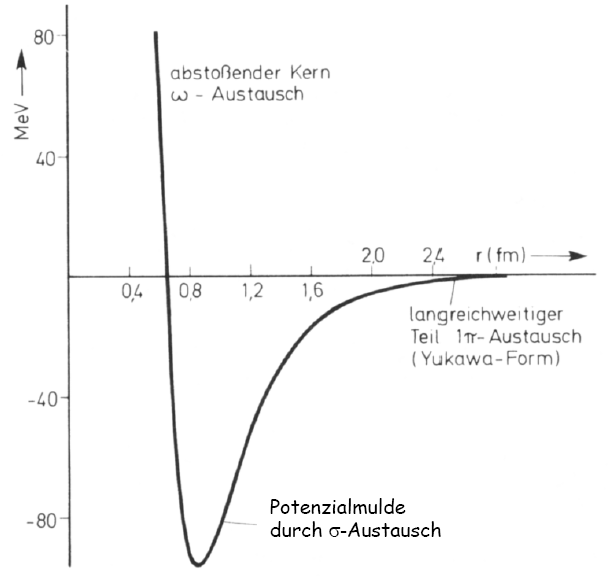 80
abstoßender Kern
ω - Austausch
MeV
40
2,0 2,4 r (fm)
0,4 0,8 1,2 1,6
langreichweitiger
Teil 1π-Austausch
(Yukawa-Form)
-40
Potenzialmulde
durch σ-Austausch
-80